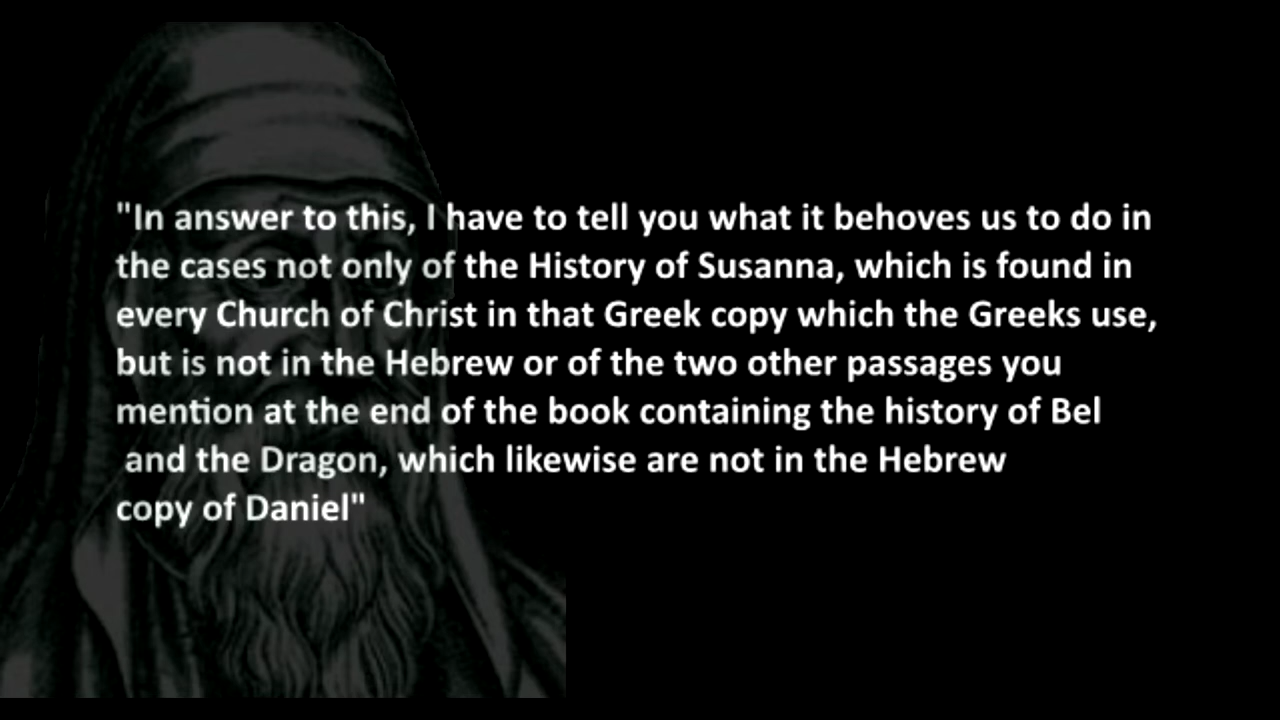 "In answer to this, I have to tell you what it behoves us to do in
the cases not only of the History of Susanna, which is found in
every Church of Christ in that Greek copy which the Greeks use,
but is not in the Hebrew or of the two other passages you
mention at the end of the book containing the history of Bel
and the Dragon, which likewise are not in the Hebrew
copy of Daniel"